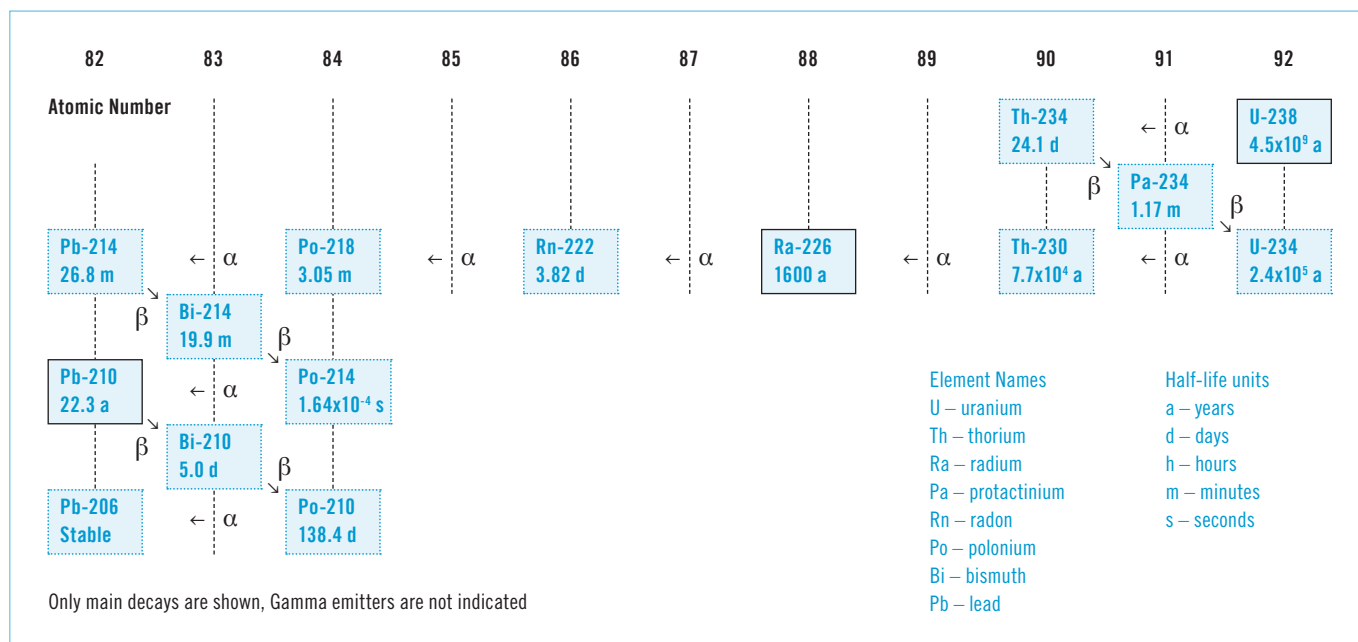 82 83 84 85 86 87 88 89 90 91 92
Atomic Number
Th-234
24.1 d
← α
U-238
4.5x10⁹ a
↘
β
Pa-234
1.17 m
β
↘
Pb-214
26.8 m
← α
Po-218
3.05 m
← α
Rn-222
3.82 d
← α
Ra-226
1600 a
← α
Th-230
7.7x10⁴ a
← α
U-234
2.4x10⁵ a
↘
β
Bi-214
19.9 m
β
↘
Pb-210
22.3 a
← α
Po-214
1.64x10⁻⁴ s
↘
β
Bi-210
5.0 d
β
↘
Pb-206
Stable
← α
Po-210
138.4 d
Element Names
U – uranium
Th – thorium
Ra – radium
Pa – protactinium
Rn – radon
Po – polonium
Bi – bismuth
Pb – lead
Half-life units
a – years
d – days
h – hours
m – minutes
s – seconds
Only main decays are shown, Gamma emitters are not indicated